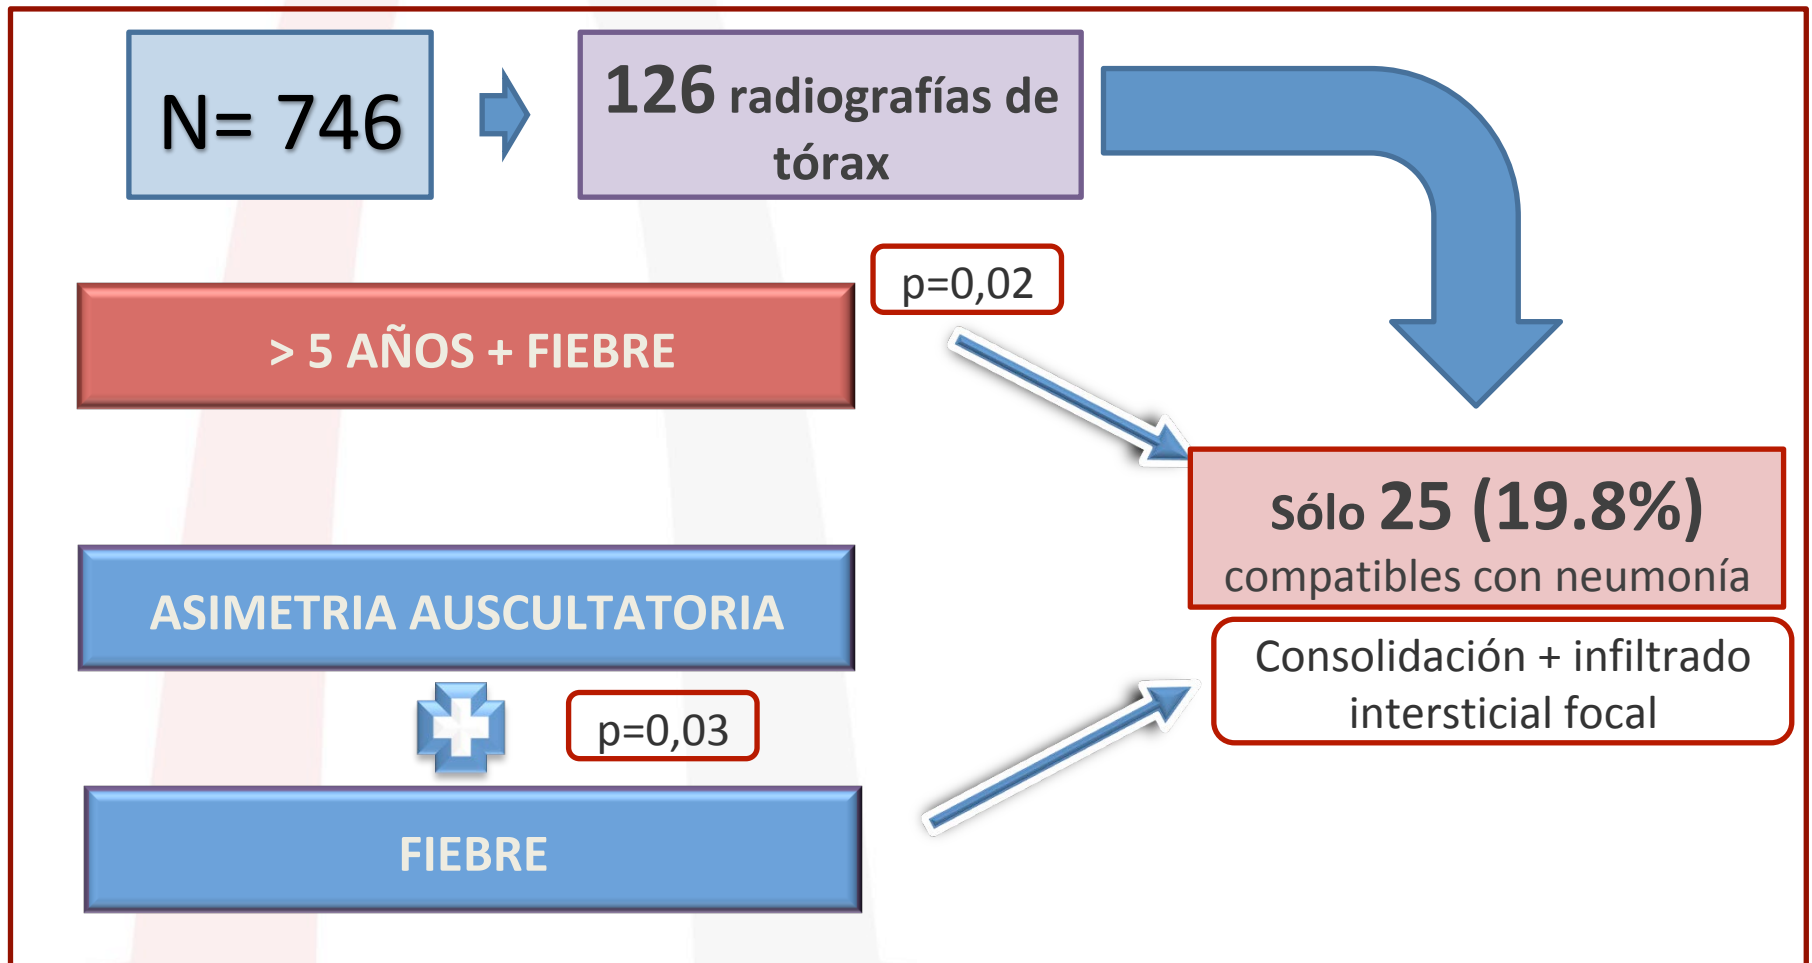 N= 746
126 radiografías de
tórax
p=0,02
> 5 AÑOS + FIEBRE
Sólo 25 (19.8%)
compatibles con neumonía
ASIMETRIA AUSCULTATORIA
Consolidación + infiltrado
intersticial focal
p=0,03
FIEBRE